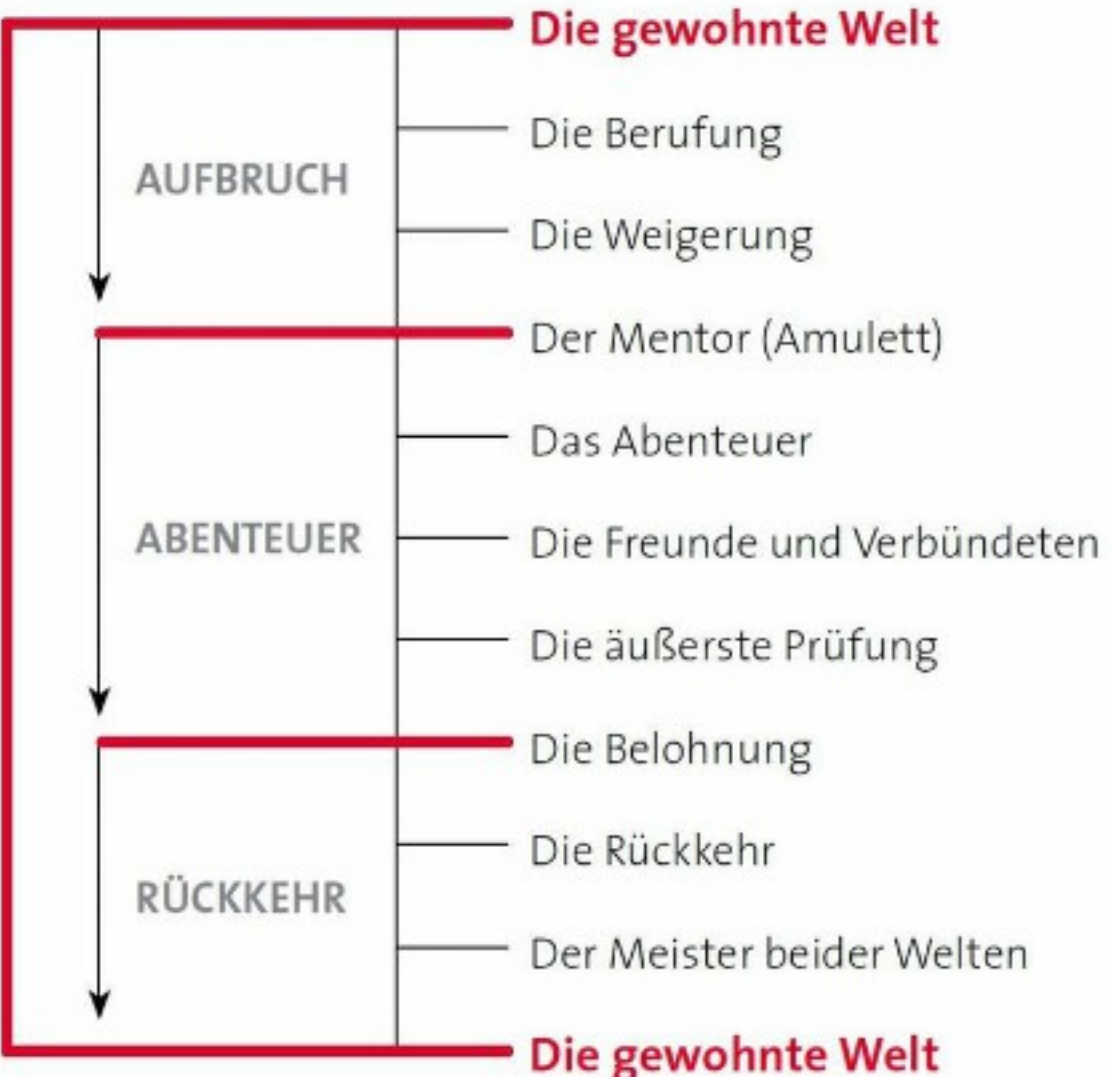 Die gewohnte Welt
Die Berufung
AUFBRUCH
Die Weigerung
Der Mentor (Amulett)
Das Abenteuer
ABENTEUER
Die Freunde und Verbündeten
Die äußerste Prüfung
Die Belohnung
Die Rückkehr
RÜCKKEHR
Der Meister beider Welten
Die gewohnte Welt